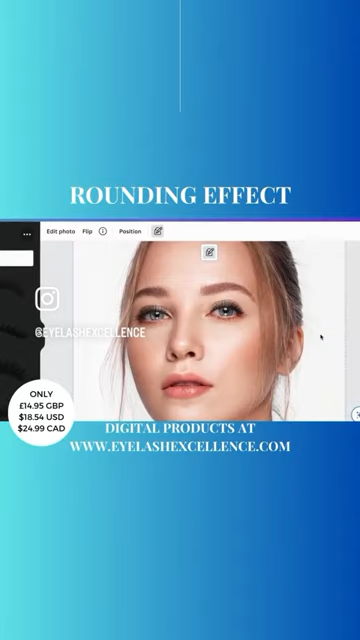 ROUNDING EFFECT
Edit photo Flip Position
@EYELASHEXCELLENCE
ONLY
£14.95 GBP
$18.54 USD
$24.99 CAD
DIGITAL PRODUCTS AT
WWW.EYELASHEXCELLENCE.COM